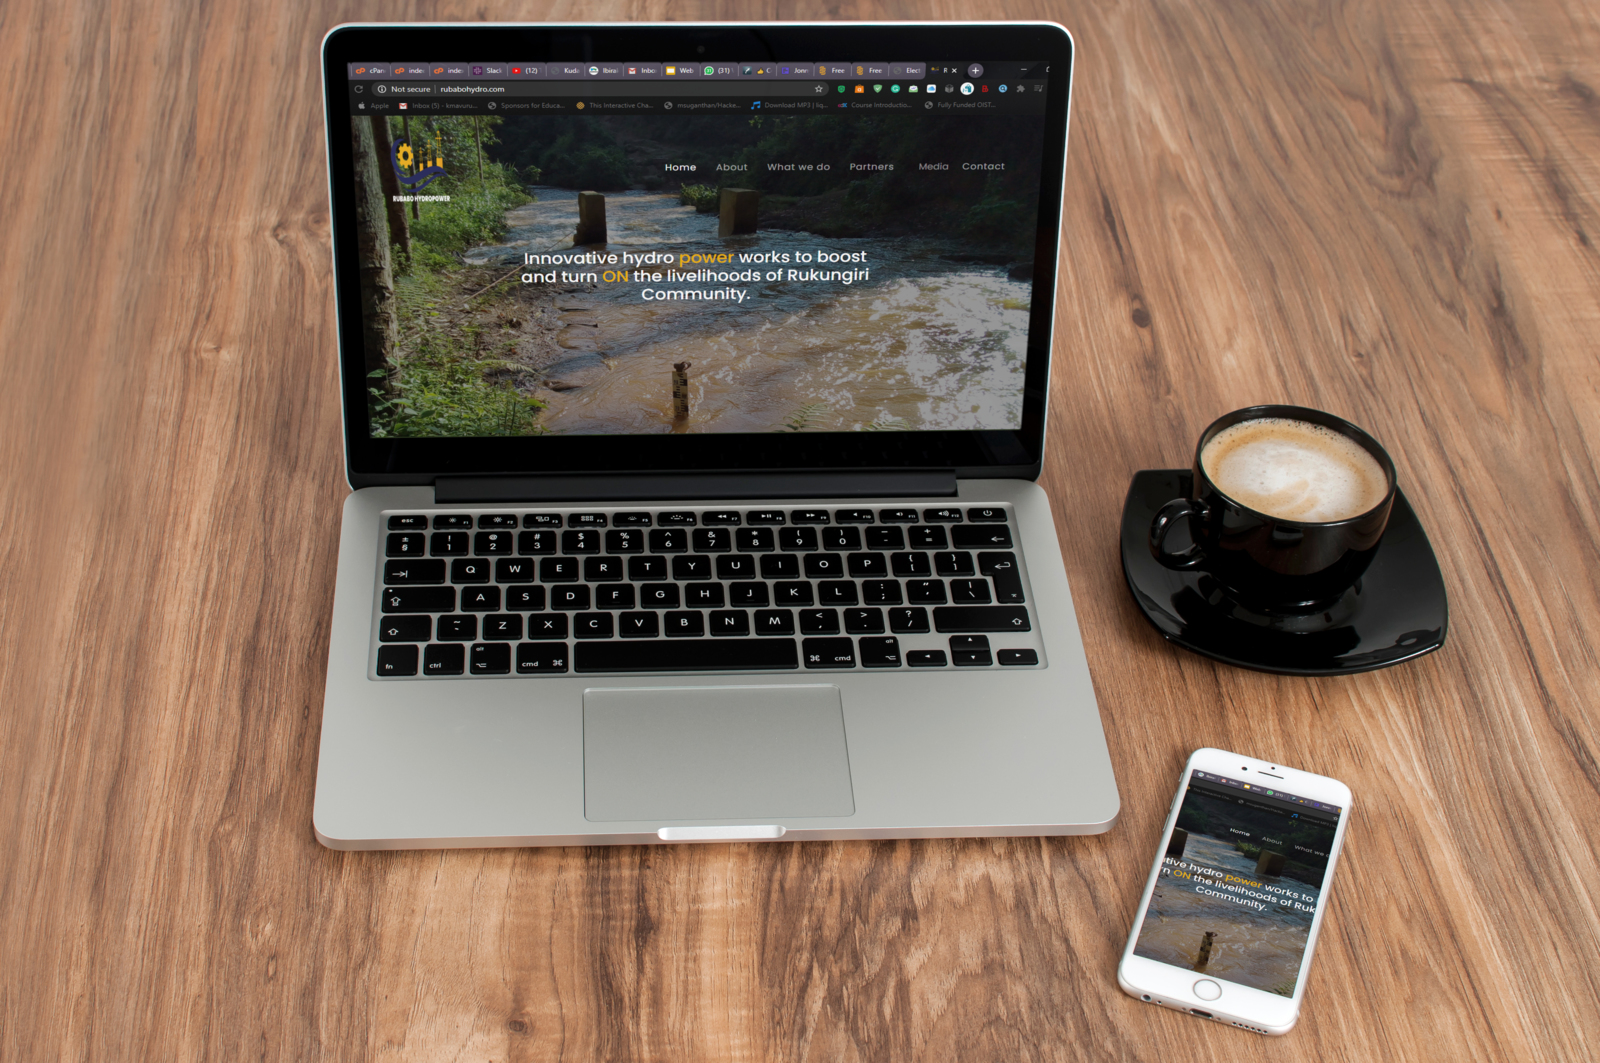 cPan inde inde Slack (12) Kuda Ibira Inbo Web (31) C Free Free Elect R
Not secure | rubabohydro.com
Apple Inbox (5) - kmavuru... Sponsors for Educa... This Interactive Cha... msuganthan/Hacke... Download MP3 | liq... Course Introductio... Fully Funded OIST...
RUBABO HYDROPOWER
Home About What we do Partners Media Contact
Innovative hydro power works to boost
and turn ON the livelihoods of Rukungiri
Community.
esc F1 F2 F3 F4 F5 F6 F7 F8 F9 F10 F11 F12
± ! @ # $ % ^ & * ( ) - +
§ 1 2 3 4 5 6 7 8 9 0 =
Q W E R T Y U I O P { }
[ ]
A S D F G H J K L : " |
; ' \
~ Z X C V B N M < > ?
, . /
alt alt
fn ctrl cmd ⌘ ⌘ cmd
Home About What we
ative hydro power works to
rn ON the livelihoods of Ruk
Community.